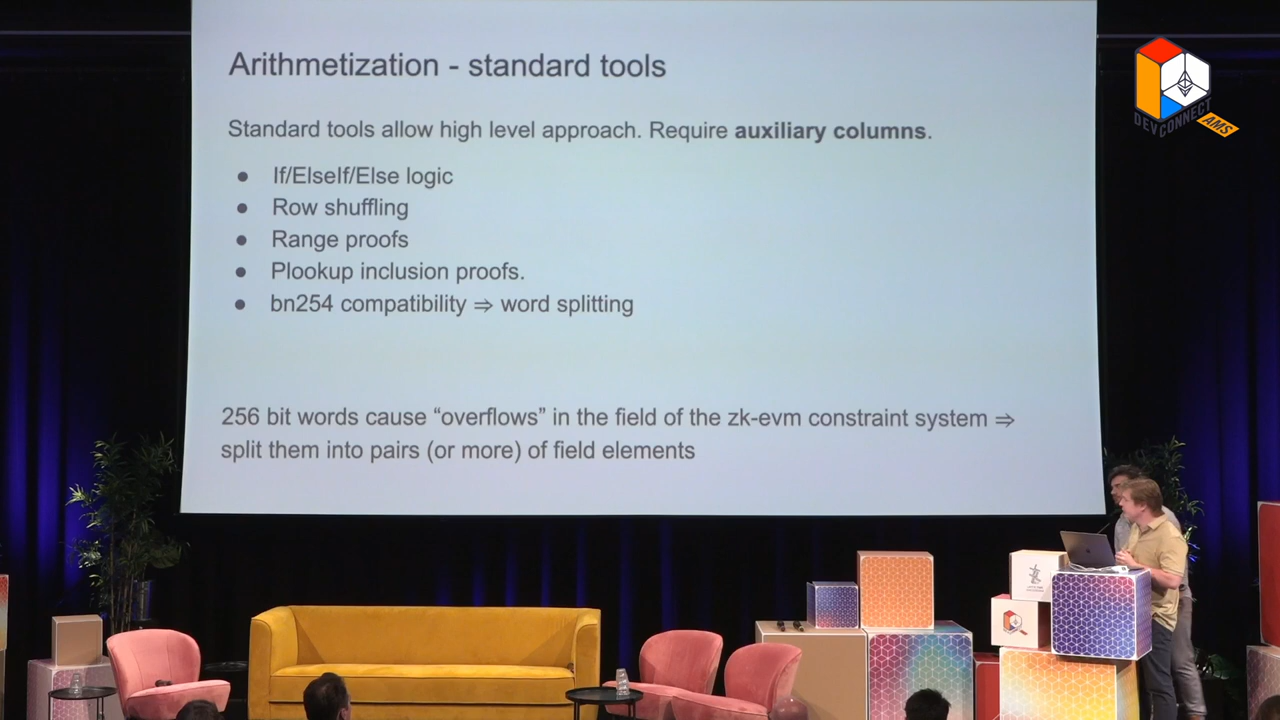 Arithmetization - standard tools
Standard tools allow high level approach. Require auxiliary columns.
● If/ElseIf/Else logic
● Row shuffling
● Range proofs
● Plookup inclusion proofs.
● bn254 compatibility ⇒ word splitting
256 bit words cause “overflows” in the field of the zk-evm constraint system ⇒
split them into pairs (or more) of field elements
DEVCONNECT
AMS